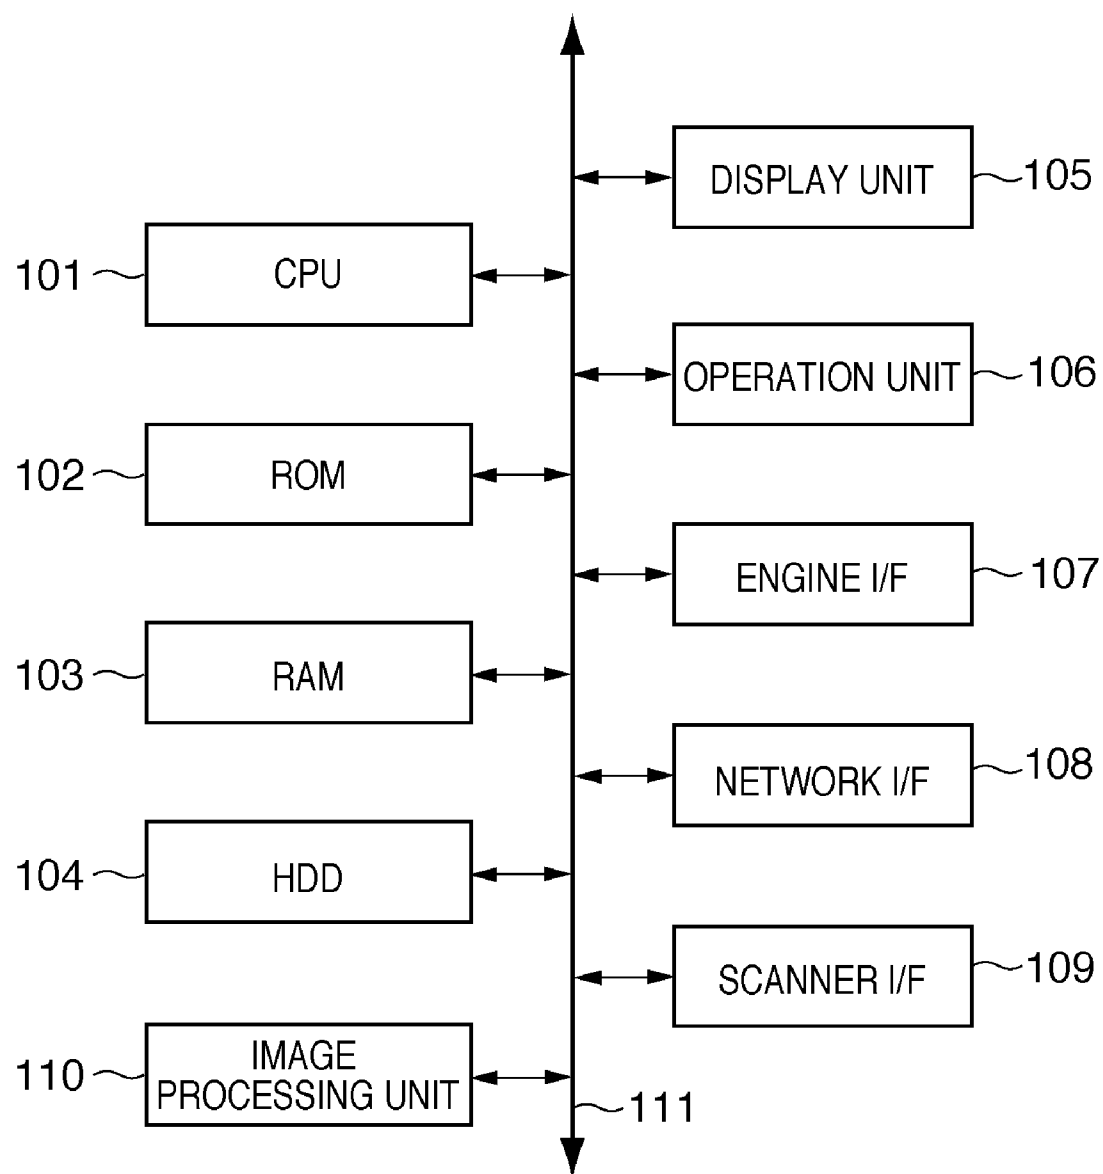 DISPLAY UNIT
105
101
CPU
OPERATION UNIT
106
102
ROM
ENGINE I/F
107
103
RAM
NETWORK I/F
108
104
HDD
SCANNER I/F
109
110
IMAGE
PROCESSING UNIT
111